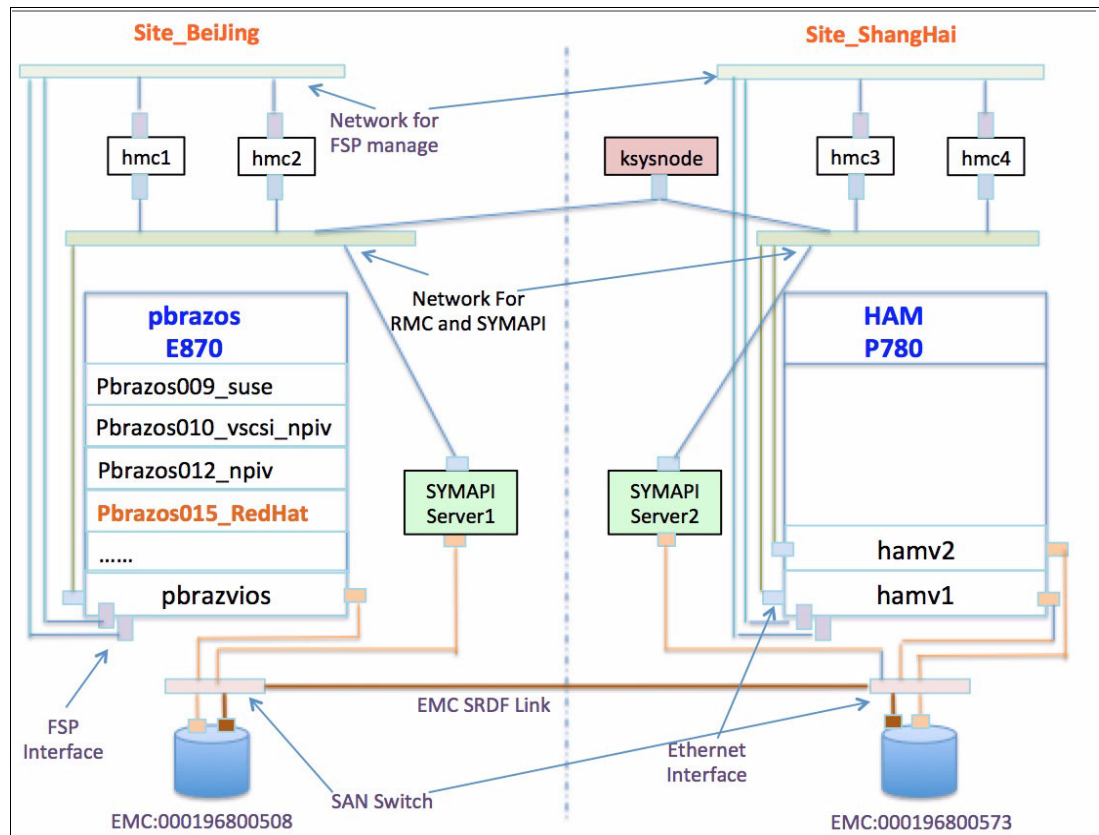 Site_BeiJing
Site_ShangHai
Network for
FSP manage
hmc1
hmc2
ksysnode
hmc3
hmc4
Network For
RMC and SYMAPI
pbrazos
E870
Pbrazos009_suse
Pbrazos010_vscsi_npiv
Pbrazos012_npiv
Pbrazos015_RedHat
......
pbrazvios
SYMAPI
Server1
SYMAPI
Server2
HAM
P780
hamv2
hamv1
FSP
Interface
EMC SRDF Link
SAN Switch
Ethernet
Interface
EMC:000196800508
EMC:000196800573